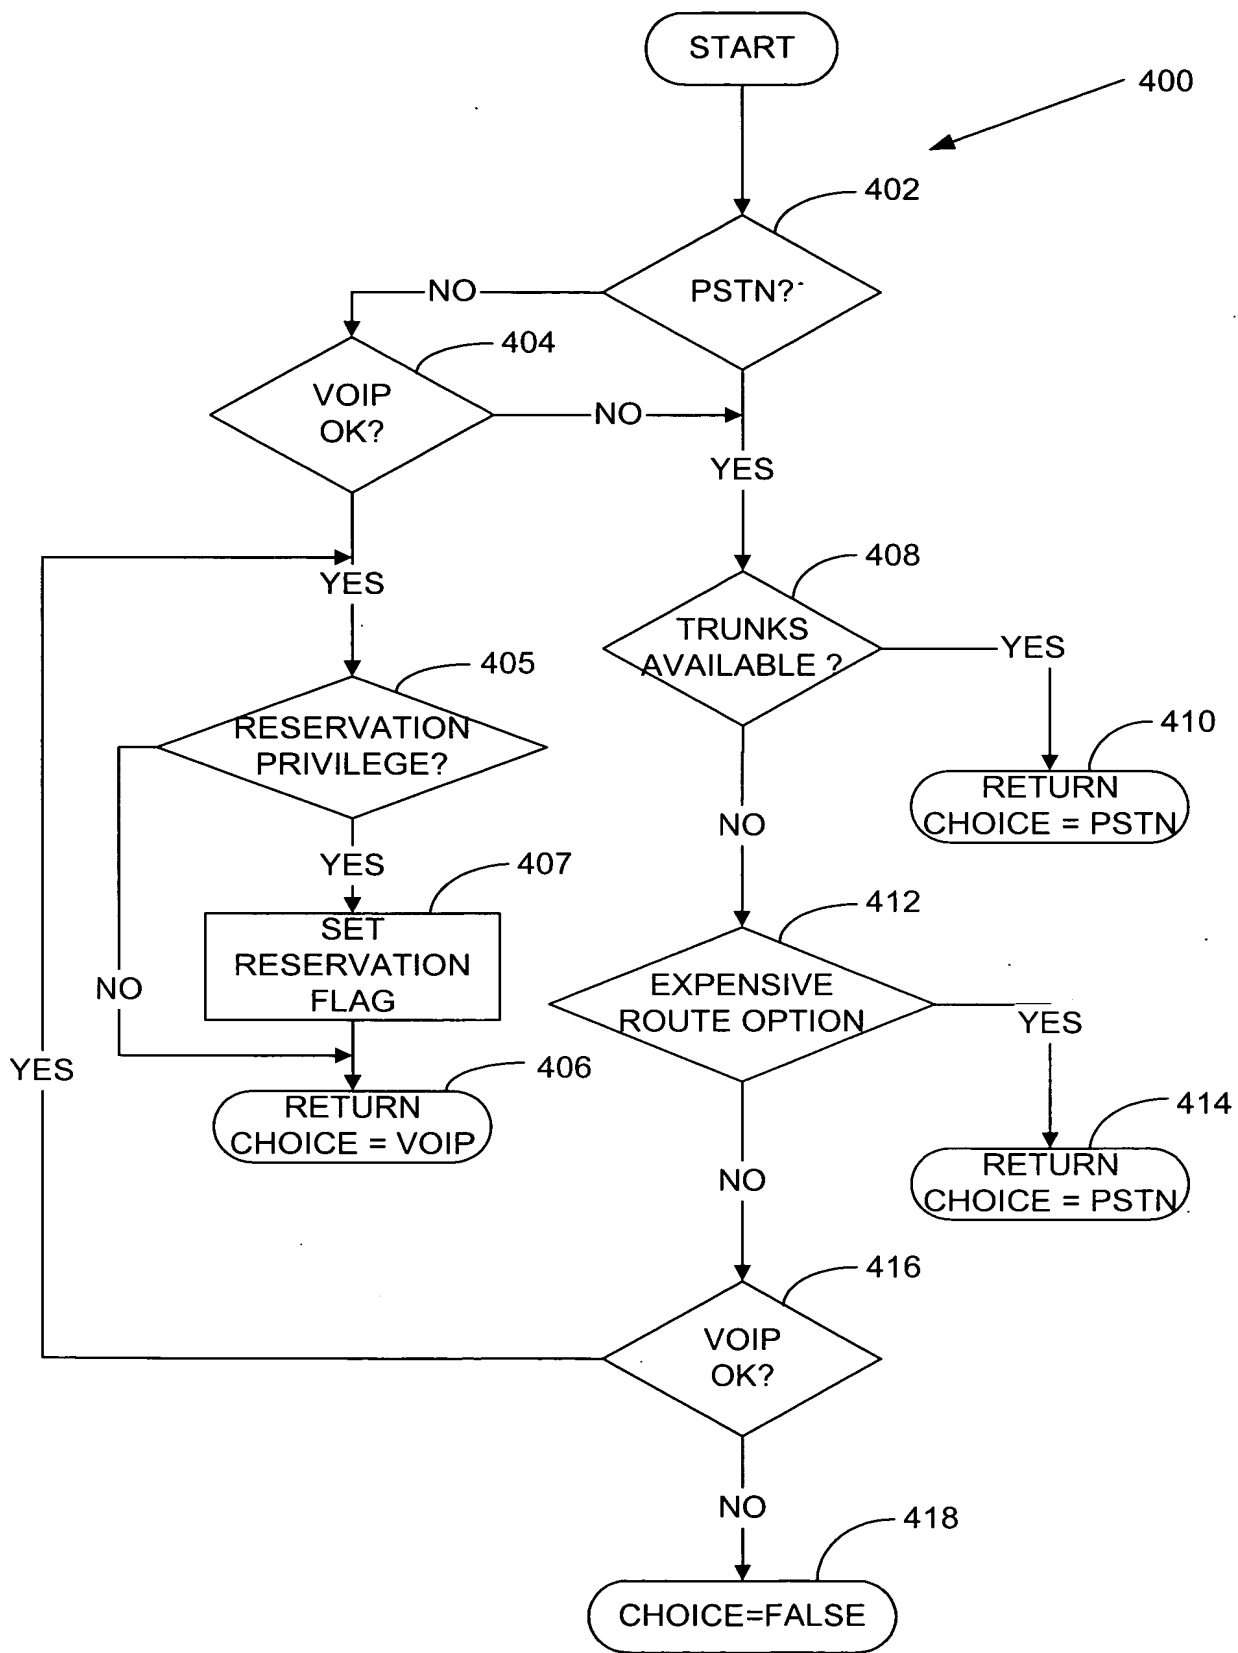 START
400
402
PSTN?
NO
404
VOIP
OK?
NO
YES
408
YES
TRUNKS
AVAILABLE ?
YES
405
RESERVATION
PRIVILEGE?
410
RETURN
CHOICE = PSTN
NO
YES
407
412
SET
RESERVATION
FLAG
NO
EXPENSIVE
ROUTE OPTION
YES
YES
406
RETURN
CHOICE = VOIP
414
RETURN
CHOICE = PSTN
NO
416
VOIP
OK?
NO
418
CHOICE=FALSE